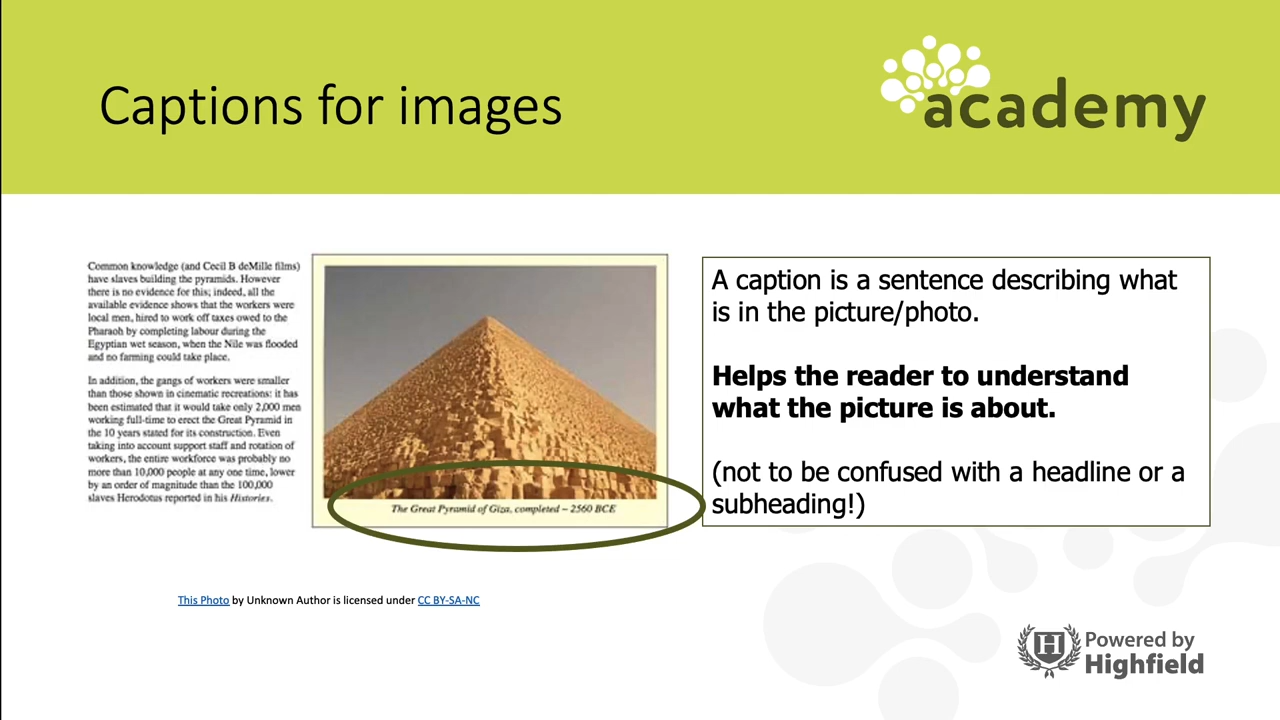 Captions for images
academy
Common knowledge (and Cecil B deMille films)
have slaves building the pyramids. However
there is no evidence for this; indeed, all the
available evidence shows that the workers were
local men, hired to work off taxes owed to the
Pharaoh by completing labour during the
Egyptian wet season, when the Nile was flooded
and no farming could take place.
In addition, the gangs of workers were smaller
than those shown in cinematic recreations: it has
been estimated that it would take only 2,000 men
working full-time to erect the Great Pyramid in
the 10 years stated for its construction. Even
taking into account support staff and rotation of
workers, the entire workforce was probably no
more than 10,000 people at any one time, lower
by an order of magnitude than the 100,000
slaves Herodotus reported in his Histories.
The Great Pyramid of Giza, completed – 2560 BCE
A caption is a sentence describing what
is in the picture/photo.
Helps the reader to understand
what the picture is about.
(not to be confused with a headline or a
subheading!)
This Photo by Unknown Author is licensed under CC BY-SA-NC
H
Powered by
Highfield